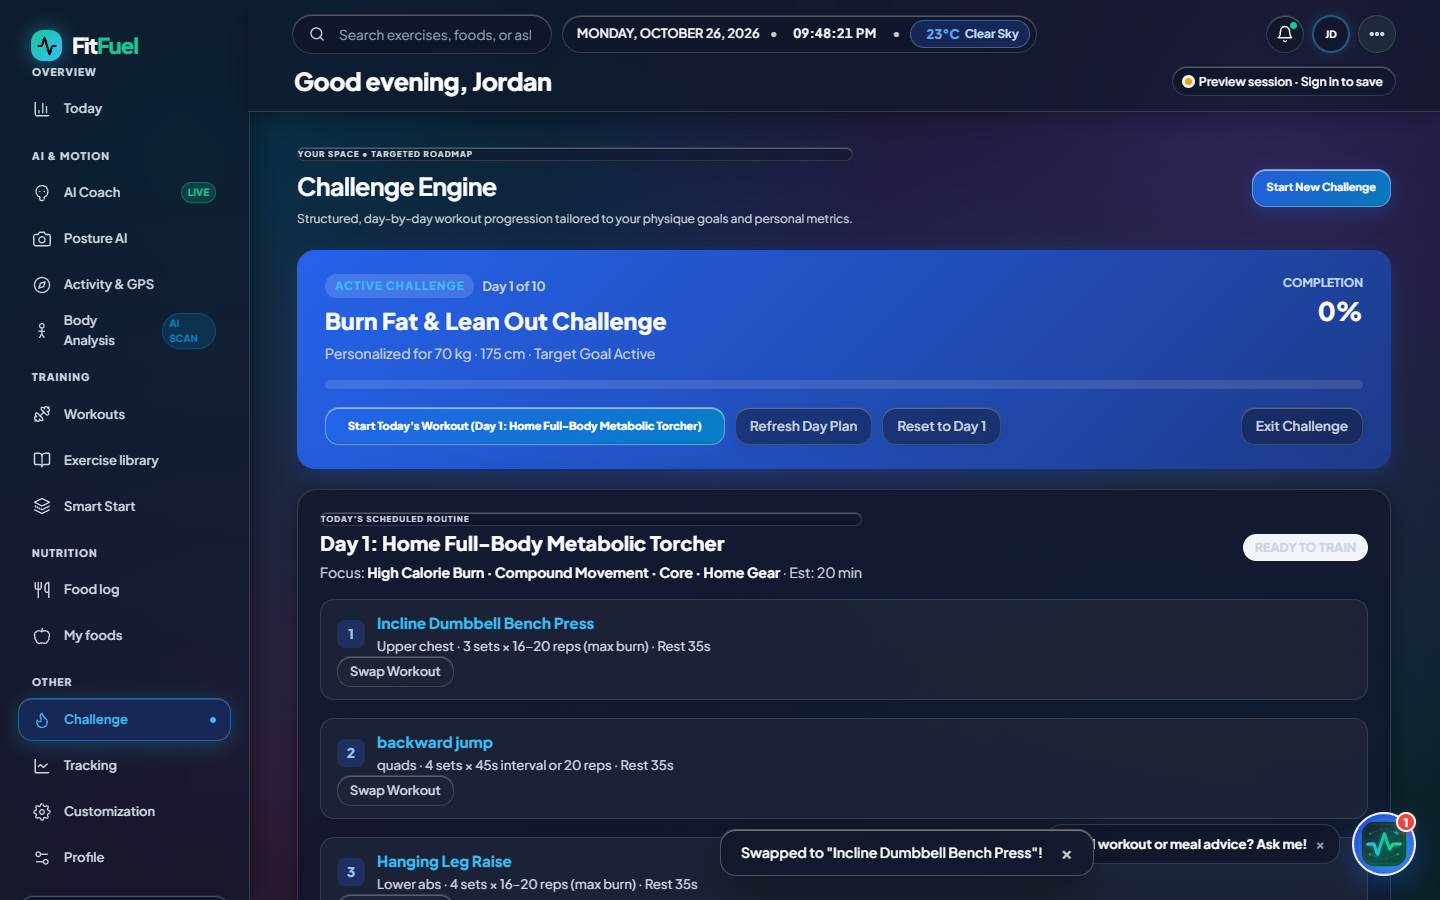 FitFuel
OVERVIEW
Today
AI & MOTION
AI Coach
LIVE
Posture AI
Activity & GPS
Body
Analysis
AI
SCAN
TRAINING
Workouts
Exercise library
Smart Start
NUTRITION
Food log
My foods
OTHER
Challenge
Tracking
Customization
Profile
Search exercises, foods, or asl
MONDAY, OCTOBER 26, 2026 • 09:48:21 PM • 23°C Clear Sky
JD
Good evening, Jordan
Preview session · Sign in to save
YOUR SPACE • TARGETED ROADMAP
Challenge Engine
Structured, day-by-day workout progression tailored to your physique goals and personal metrics.
Start New Challenge
ACTIVE CHALLENGE Day 1 of 10
Burn Fat & Lean Out Challenge
Personalized for 70 kg · 175 cm · Target Goal Active
COMPLETION
0%
Start Today's Workout (Day 1: Home Full-Body Metabolic Torcher)
Refresh Day Plan
Reset to Day 1
Exit Challenge
TODAY'S SCHEDULED ROUTINE
Day 1: Home Full-Body Metabolic Torcher
Focus: High Calorie Burn · Compound Movement · Core · Home Gear · Est: 20 min
READY TO TRAIN
1
Incline Dumbbell Bench Press
Upper chest · 3 sets × 16-20 reps (max burn) · Rest 35s
Swap Workout
2
backward jump
quads · 4 sets × 45s interval or 20 reps · Rest 35s
Swap Workout
3
Hanging Leg Raise
Lower abs · 4 sets × 16-20 reps (max burn) · Rest 35s
Swapped to "Incline Dumbbell Bench Press"! ×
workout or meal advice? Ask me! ×
1